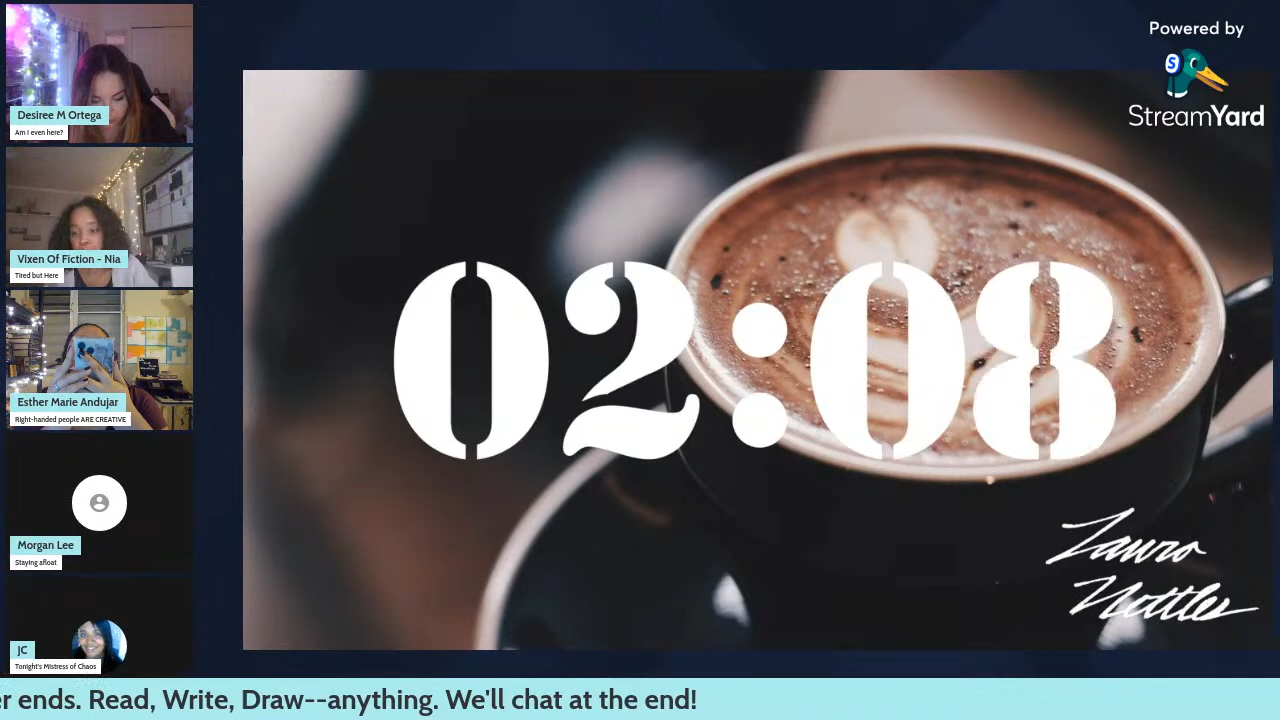 Powered by
StreamYard
Desiree M Ortega
Am I even here?
Vixen Of Fiction - Nia
Tired but Here
Esther Marie Andujar
Right-handed people ARE CREATIVE
Morgan Lee
Staying afloat
JC
Tonight's Mistress of Chaos
02:08
er ends. Read, Write, Draw--anything. We'll chat at the end!